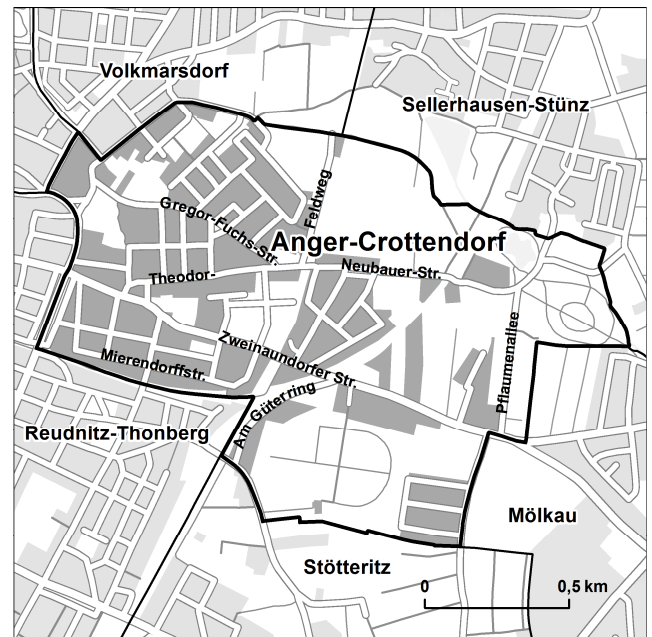 Volkmarsdorf
Sellerhausen-Stünz
Feldweg
Gregor-Fuchs-Str.
Anger-Crottendorf
Theodor-
Neubauer-Str.
Zweinaundorfer Str.
Pflaumenallee
Mierendorffstr.
Am Güterring
Reudnitz-Thonberg
Mölkau
Stötteritz
0 0,5 km